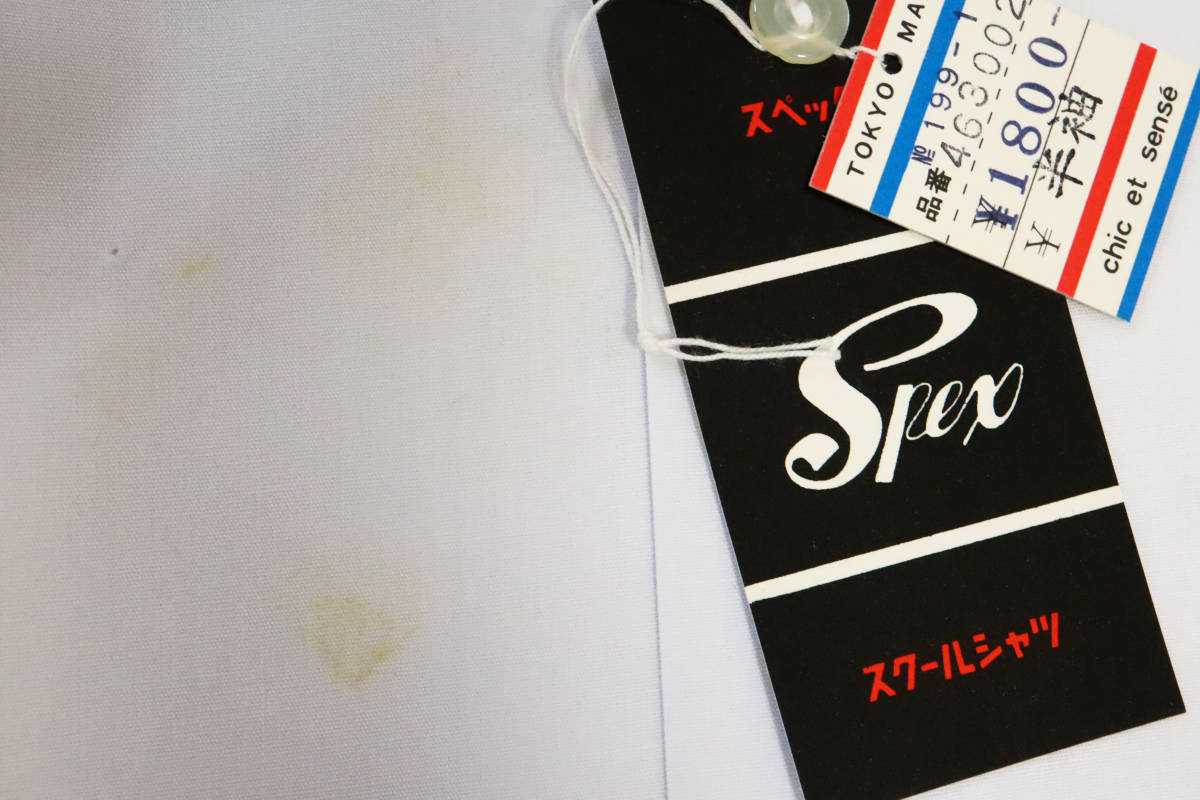 スペッ
Spex
スクールシャツ
TOKYO MA
№ 199-1
品番 463002
¥1800-
¥ 半袖
chic et sensé